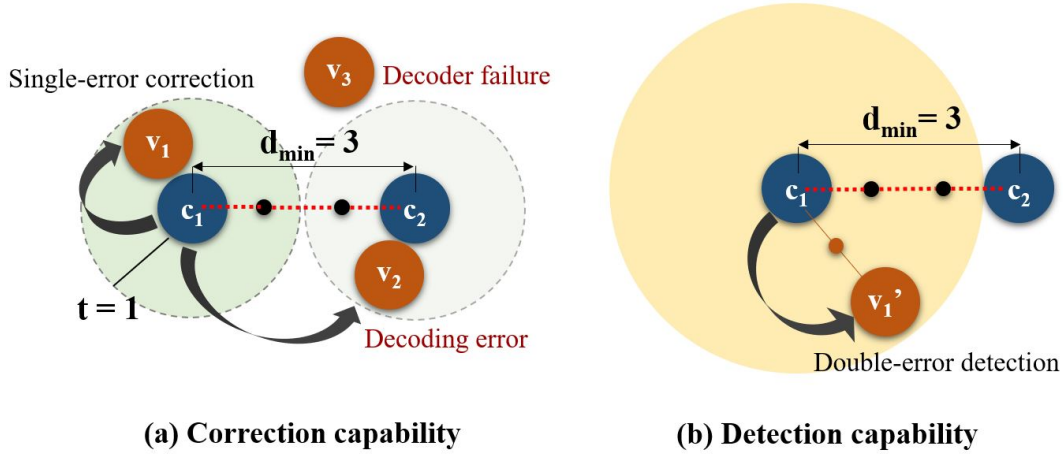 Single-error correction
v3
Decoder failure
v1
dmin= 3
c1
c2
v2
t = 1
Decoding error
(a) Correction capability
dmin= 3
c1
c2
v1’
Double-error detection
(b) Detection capability